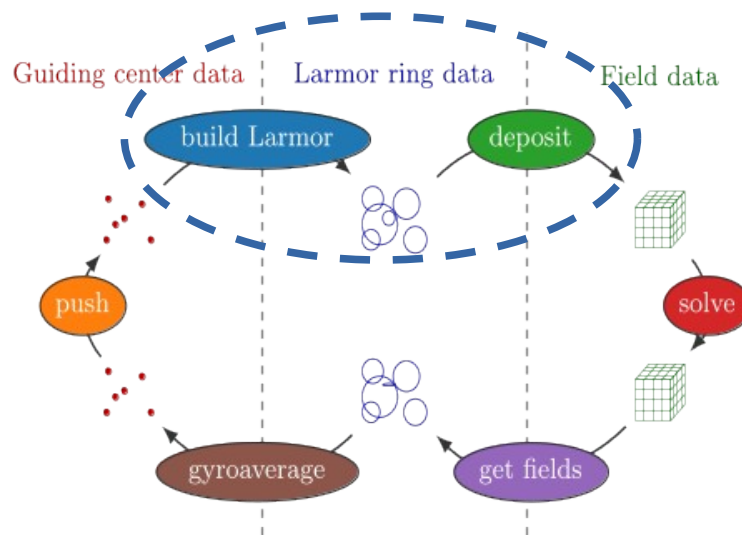 Guiding center data
Larmor ring data
Field data
build Larmor
deposit
push
solve
gyroaverage
get fields